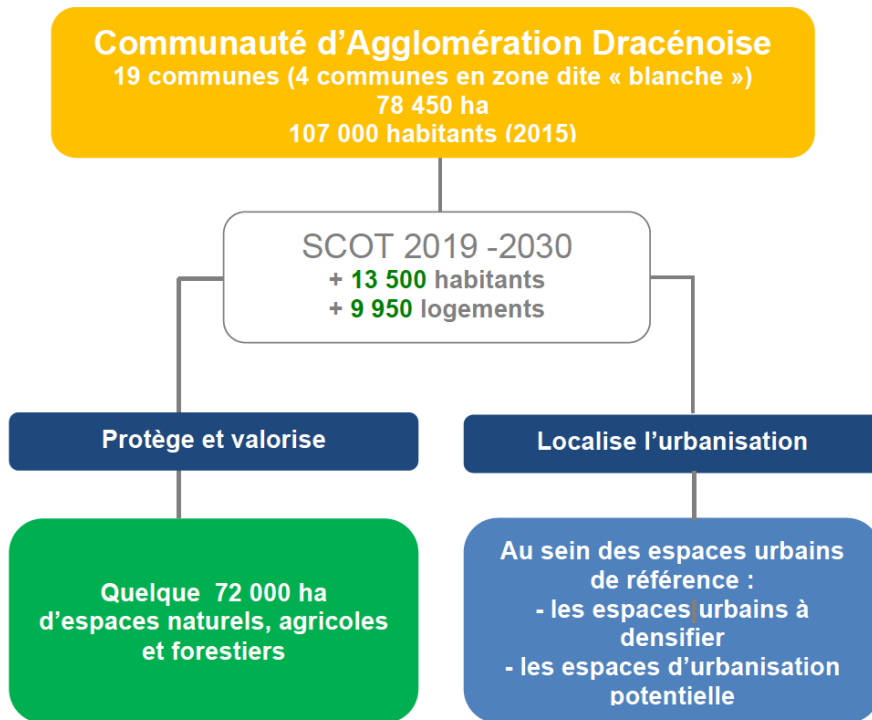 Communauté d'Agglomération Dracénoise
19 communes (4 communes en zone dite « blanche »)
78 450 ha
107 000 habitants (2015)
SCOT 2019 -2030
+ 13 500 habitants
+ 9 950 logements
Protège et valorise
Localise l'urbanisation
Quelque 72 000 ha
d'espaces naturels, agricoles
et forestiers
Au sein des espaces urbains
de référence :
- les espaces urbains à
densifier
- les espaces d'urbanisation
potentielle